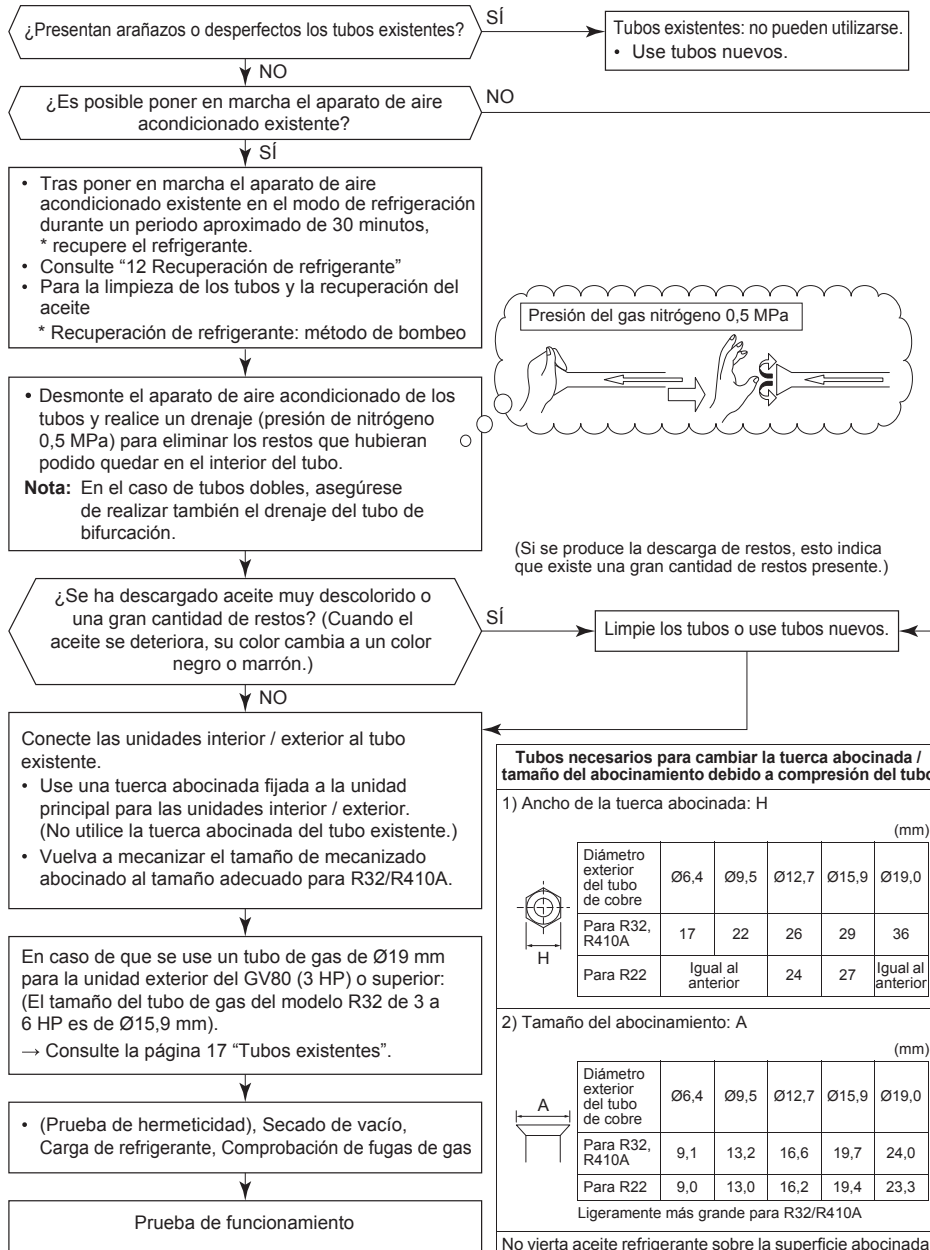 ¿Presentan arañazos o desperfectos los tubos existentes?
SÍ
Tubos existentes: no pueden utilizarse.
• Use tubos nuevos.
NO
¿Es posible poner en marcha el aparato de aire
acondicionado existente?
NO
SÍ
• Tras poner en marcha el aparato de aire
acondicionado existente en el modo de refrigeración
durante un periodo aproximado de 30 minutos,
* recupere el refrigerante.
• Consulte “12 Recuperación de refrigerante”
• Para la limpieza de los tubos y la recuperación del
aceite
* Recuperación de refrigerante: método de bombeo
Presión del gas nitrógeno 0,5 MPa
• Desmonte el aparato de aire acondicionado de los
tubos y realice un drenaje (presión de nitrógeno
0,5 MPa) para eliminar los restos que hubieran
podido quedar en el interior del tubo.
Nota: En el caso de tubos dobles, asegúrese
de realizar también el drenaje del tubo de
bifurcación.
(Si se produce la descarga de restos, esto indica
que existe una gran cantidad de restos presente.)
¿Se ha descargado aceite muy descolorido o
una gran cantidad de restos? (Cuando el
aceite se deteriora, su color cambia a un color
negro o marrón.)
SÍ
Limpie los tubos o use tubos nuevos.
NO
Conecte las unidades interior / exterior al tubo
existente.
• Use una tuerca abocinada fijada a la unidad
principal para las unidades interior / exterior.
(No utilice la tuerca abocinada del tubo existente.)
• Vuelva a mecanizar el tamaño de mecanizado
abocinado al tamaño adecuado para R32/R410A.
En caso de que se use un tubo de gas de Ø19 mm
para la unidad exterior del GV80 (3 HP) o superior:
(El tamaño del tubo de gas del modelo R32 de 3 a
6 HP es de Ø15,9 mm).
→ Consulte la página 17 “Tubos existentes”.
• (Prueba de hermeticidad), Secado de vacío,
Carga de refrigerante, Comprobación de fugas de gas
Prueba de funcionamiento
Tubos necesarios para cambiar la tuerca abocinada /
tamaño del abocinamiento debido a compresión del tubo
1) Ancho de la tuerca abocinada: H
(mm)
H
Diámetro exterior del tubo de cobre Ø6,4 Ø9,5 Ø12,7 Ø15,9 Ø19,0
Para R32, R410A 17 22 26 29 36
Para R22 Igual al anterior 24 27 Igual al anterior
2) Tamaño del abocinamiento: A
(mm)
A
Diámetro exterior del tubo de cobre Ø6,4 Ø9,5 Ø12,7 Ø15,9 Ø19,0
Para R32, R410A 9,1 13,2 16,6 19,7 24,0
Para R22 9,0 13,0 16,2 19,4 23,3
Ligeramente más grande para R32/R410A
No vierta aceite refrigerante sobre la superficie abocinada